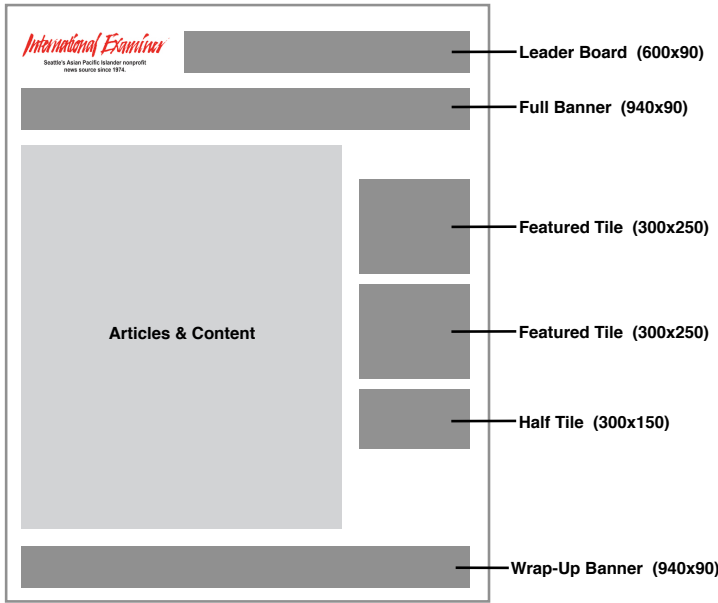 International Examiner
Seattle's Asian Pacific Islander nonprofit
news source since 1974.
Leader Board (600x90)
Full Banner (940x90)
Featured Tile (300x250)
Articles & Content
Featured Tile (300x250)
Half Tile (300x150)
Wrap-Up Banner (940x90)